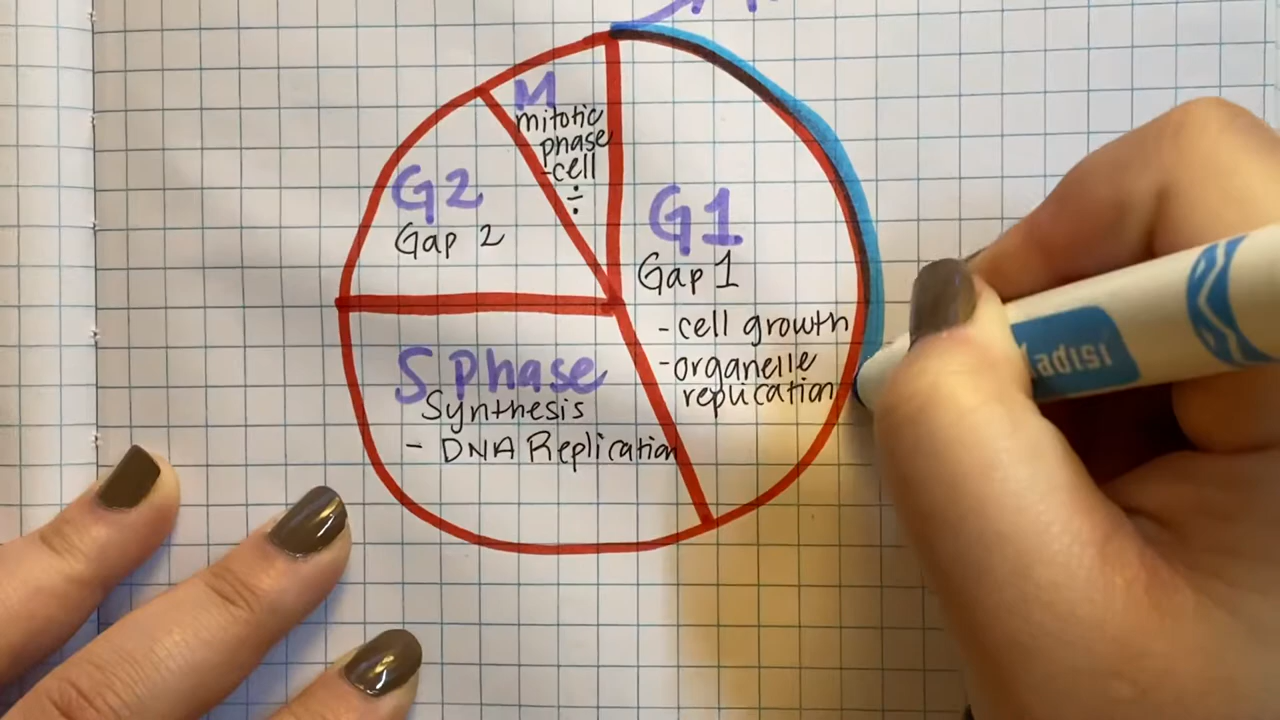 M
mitotic
phase
-cell
÷
G2
Gap 2
G1
Gap 1
- cell growth
- organelle
replication
S phase
Synthesis
- DNA Replication